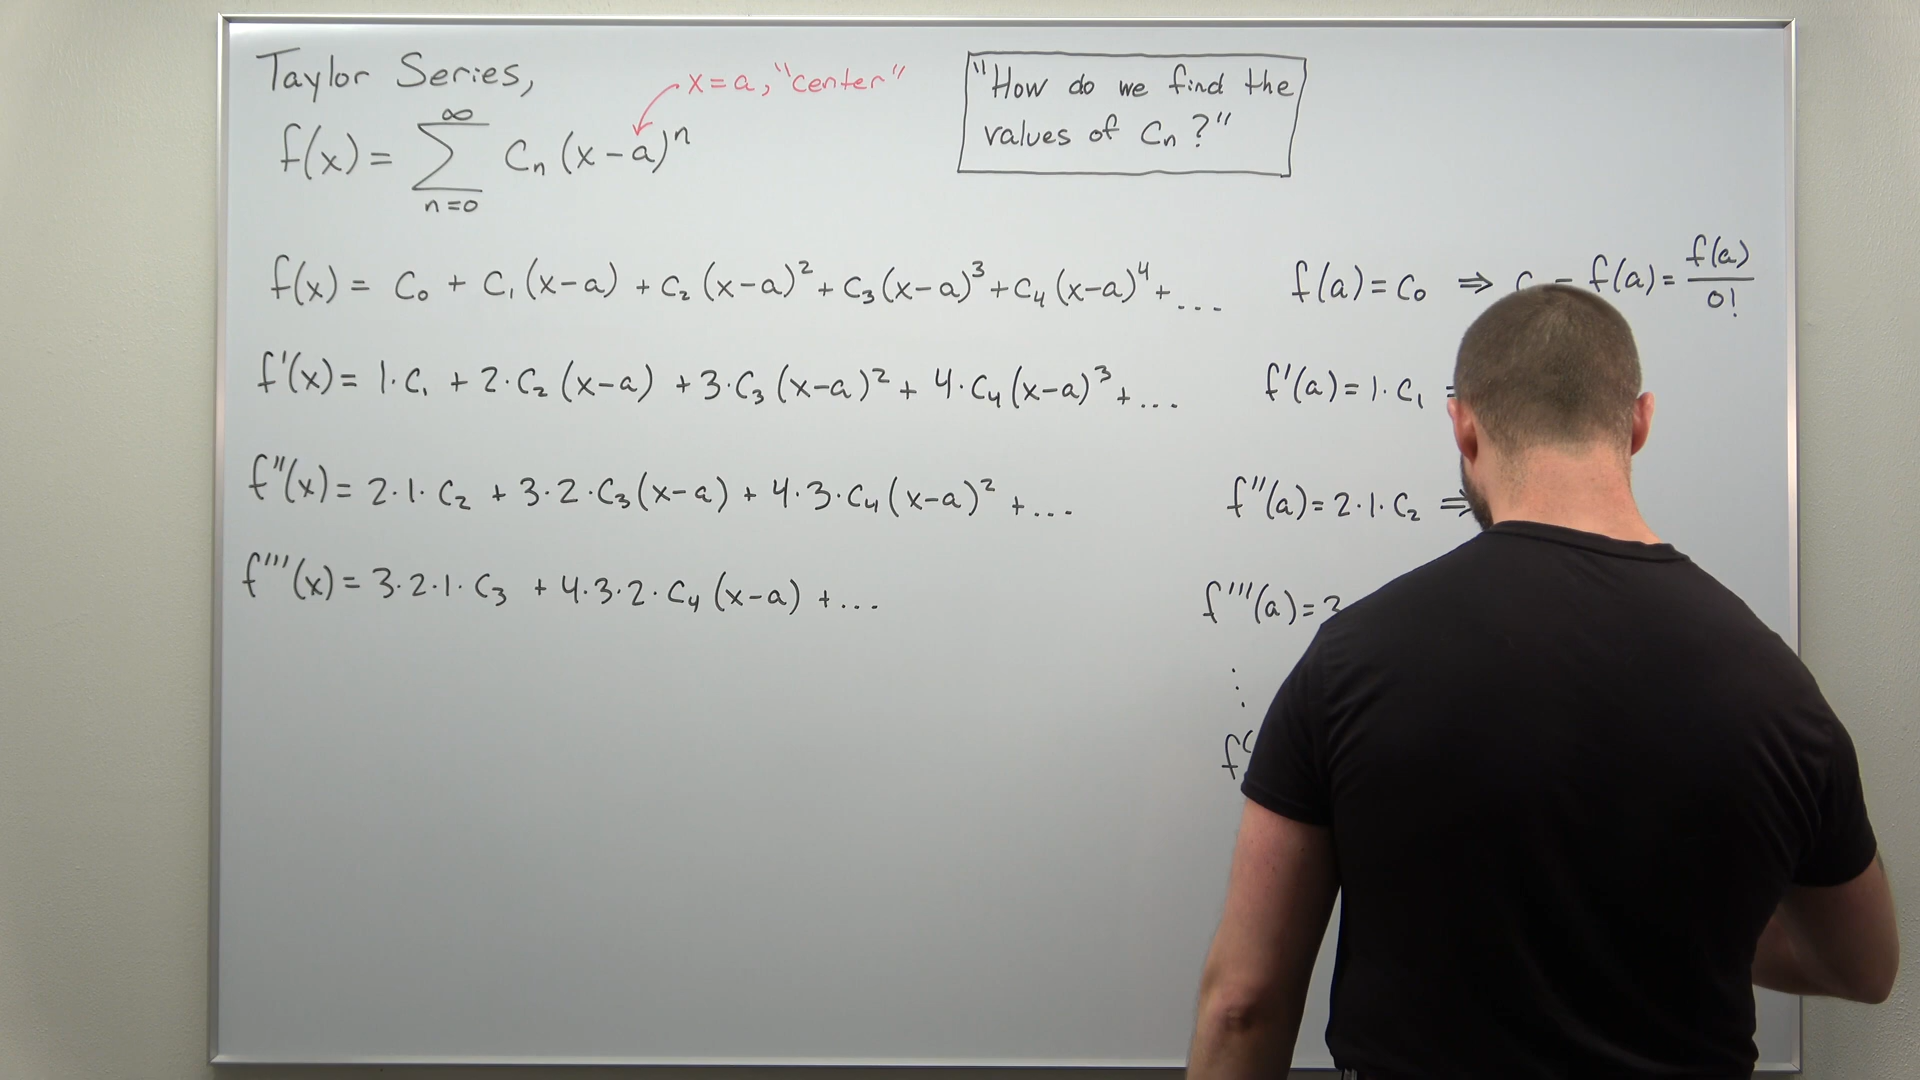 Taylor Series,
x=a, "center"
f(x) = ∑ n=0 ∞ Cₙ (x-a)ⁿ
"How do we find the
values of Cₙ ?"
f(x) = C₀ + C₁(x-a) + C₂(x-a)² + C₃(x-a)³ + C₄(x-a)⁴ + ... f(a) = C₀ ⇒ C = f(a) = f(a)/0!
f'(x) = 1·C₁ + 2·C₂(x-a) + 3·C₃(x-a)² + 4·C₄(x-a)³ + ... f'(a) = 1·C₁
f''(x) = 2·1·C₂ + 3·2·C₃(x-a) + 4·3·C₄(x-a)² + ... f''(a) = 2·1·C₂ ⇒
f'''(x) = 3·2·1·C₃ + 4·3·2·C₄(x-a) + ... f'''(a) = 3
⋮
f(